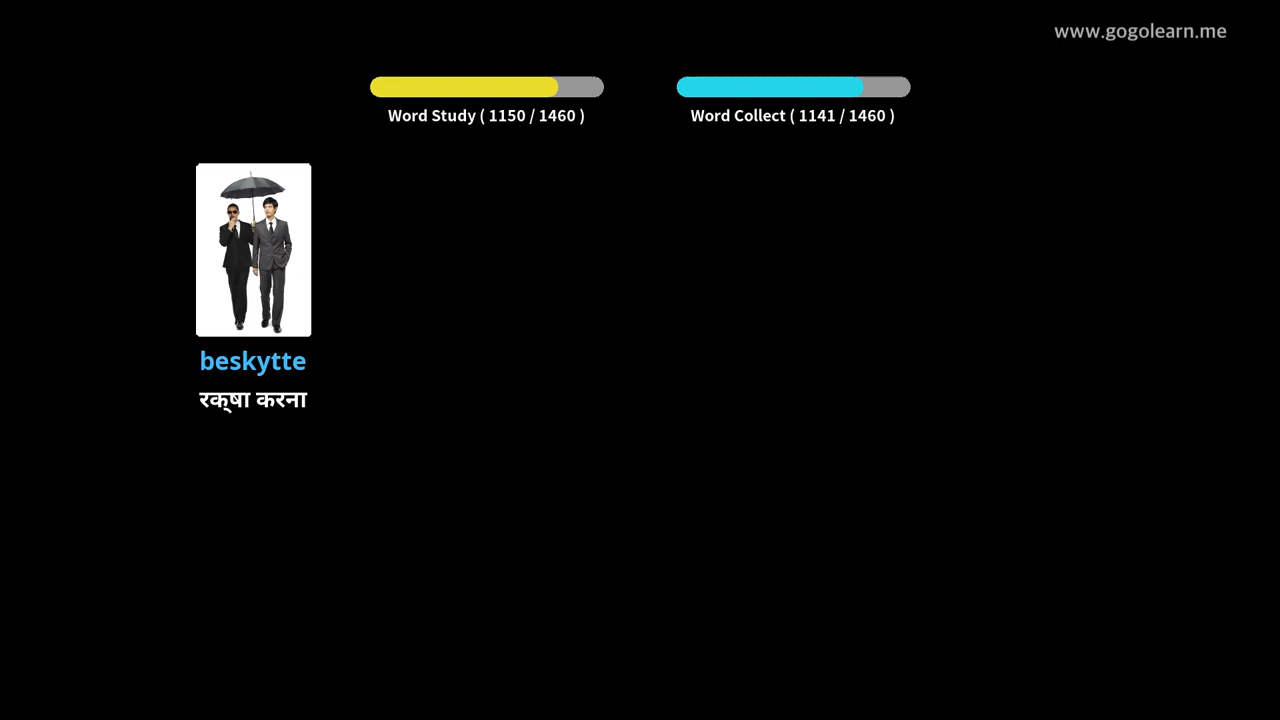 www.gogolearn.me
Word Study ( 1150 / 1460 )
Word Collect ( 1141 / 1460 )
beskytte
रक्षा करना